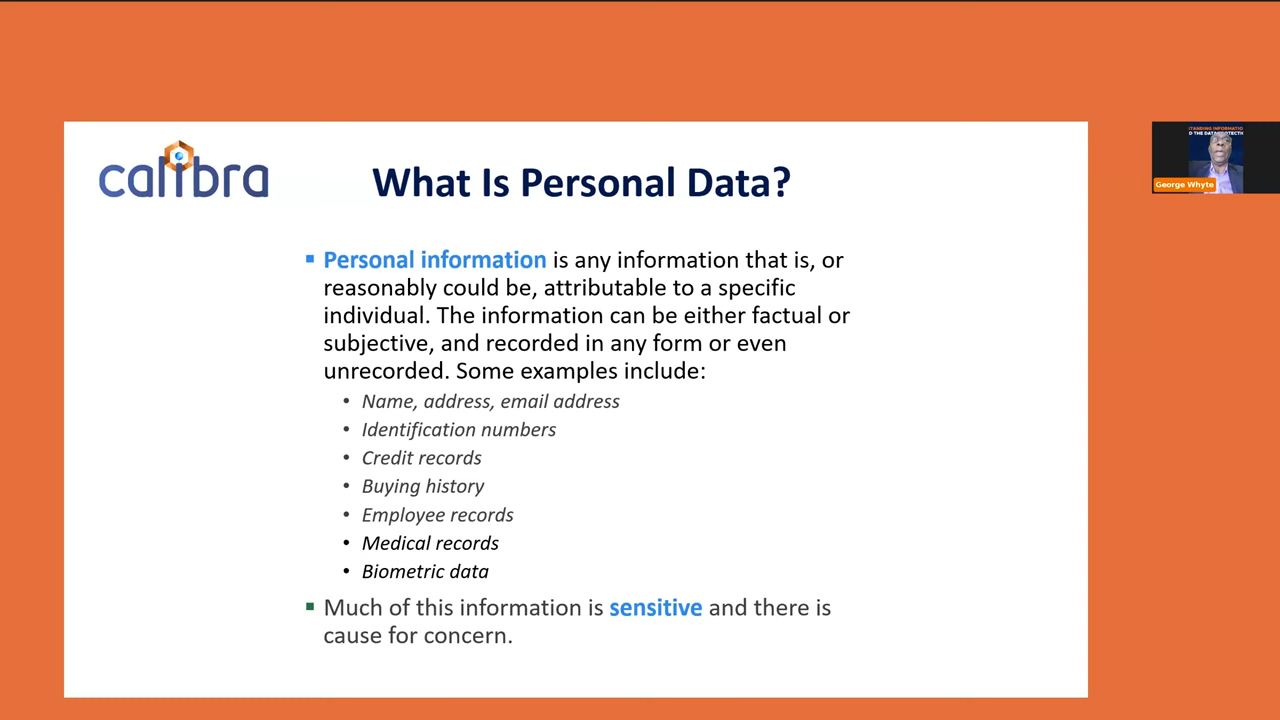 calibra
What Is Personal Data?
Personal information is any information that is, or
reasonably could be, attributable to a specific
individual. The information can be either factual or
subjective, and recorded in any form or even
unrecorded. Some examples include:
• Name, address, email address
• Identification numbers
• Credit records
• Buying history
• Employee records
• Medical records
• Biometric data
Much of this information is sensitive and there is
cause for concern.
George Whyte